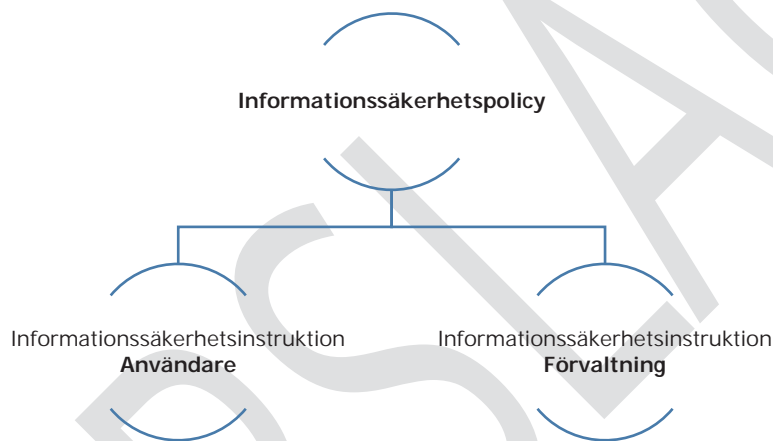 Informationssäkerhetspolicy
Informationssäkerhetsinstruktion
Användare
Informationssäkerhetsinstruktion
Förvaltning